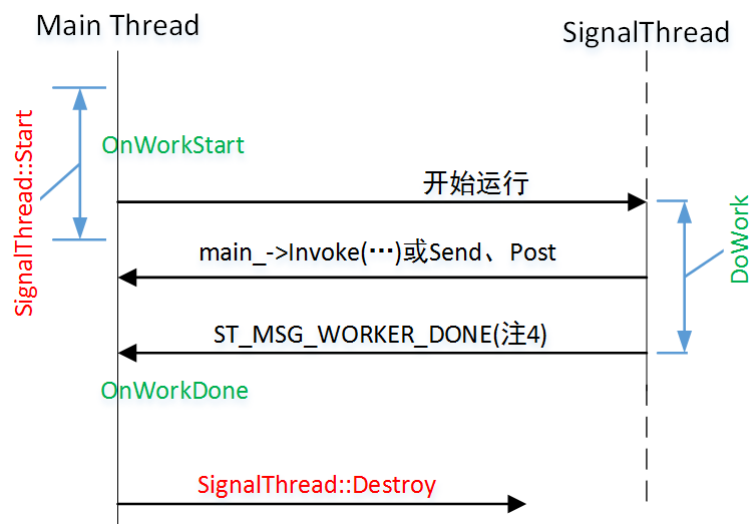 Main Thread
SignalThread
SignalThread::Start
OnWorkStart
开始运行
main_->Invoke(…)或Send、Post
DoWork
ST_MSG_WORKER_DONE(注4)
OnWorkDone
SignalThread::Destroy